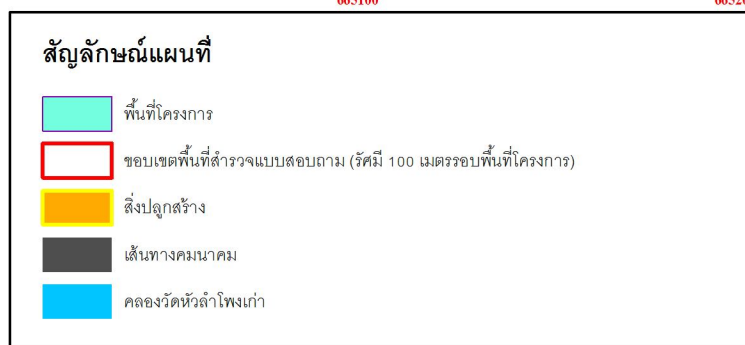 665100
สัญลักษณ์แผนที่
พื้นที่โครงการ
ขอบเขตพื้นที่สำรวจแบบสอบถาม (รัศมี 100 เมตรรอบพื้นที่โครงการ)
สิ่งปลูกสร้าง
เส้นทางคมนาคม
คลองวัดหัวลำโพงเก่า